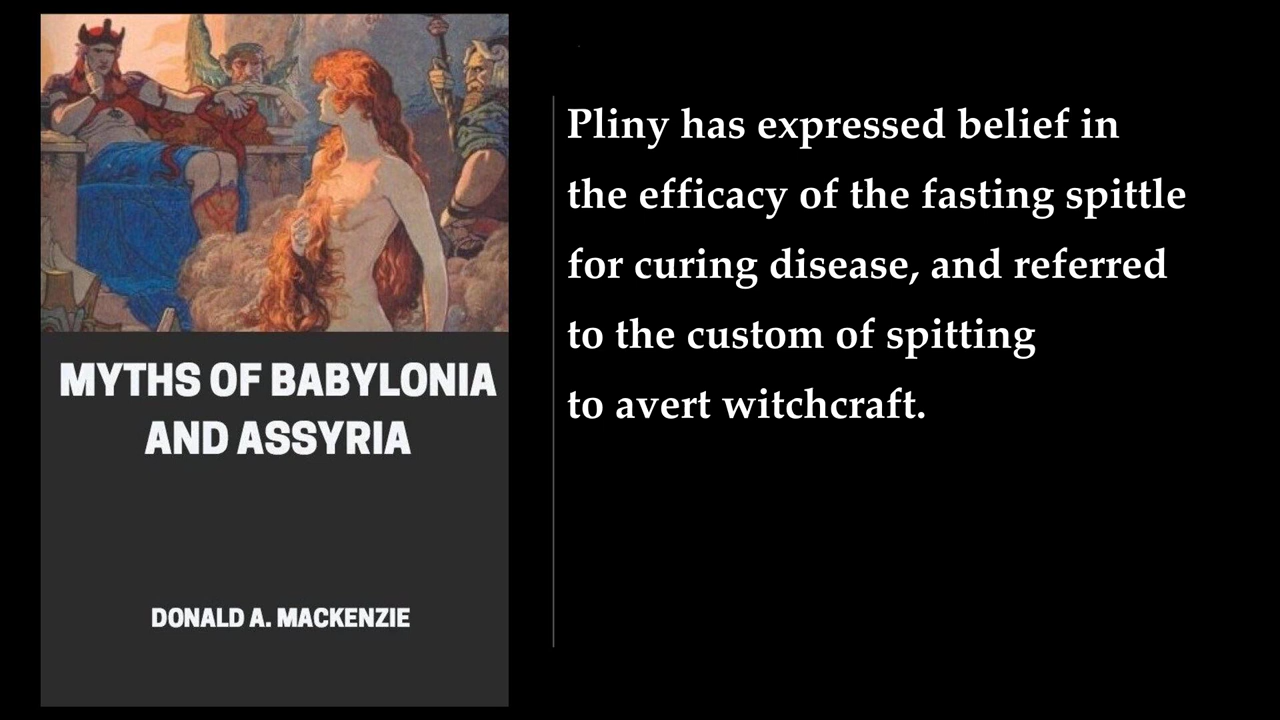 MYTHS OF BABYLONIA
AND ASSYRIA
DONALD A. MACKENZIE
Pliny has expressed belief in
the efficacy of the fasting spittle
for curing disease, and referred
to the custom of spitting
to avert witchcraft.